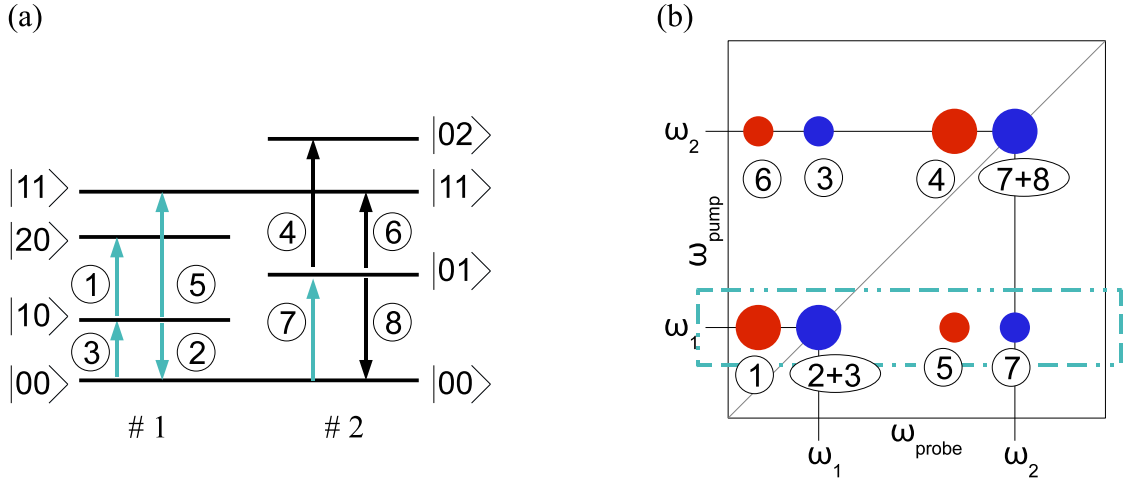 (a)
|02⟩
|11⟩ |11⟩
|20⟩ 4 6
1 5 |01⟩
|10⟩
3 2 7 8
|00⟩ |00⟩
# 1 # 2
(b)
ω2
6 3 4 7+8
ωpump
ω1
1 2+3 5 7
ωprobe
ω1 ω2